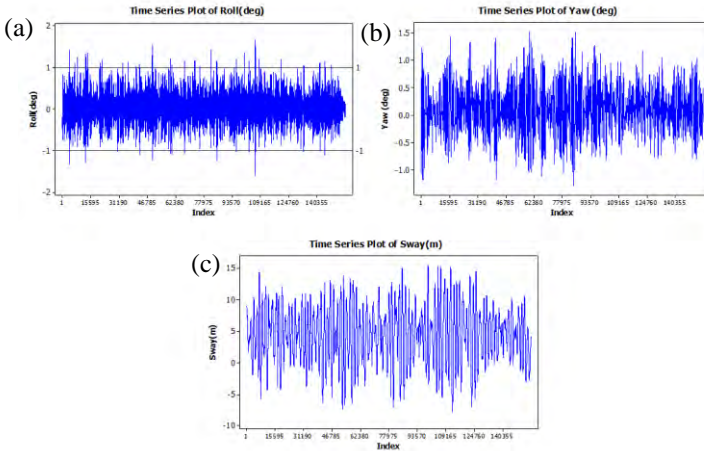 (a)
Time Series Plot of Roll(deg)
2
1
0
-1
-2
1
-1
Roll(deg)
1 15595 31190 46785 62380 77975 93570 109165 124760 140355
Index
(b)
Time Series Plot of Yaw (deg)
1.5
1.0
0.5
0.0
-0.5
-1.0
Yaw (deg)
1 15595 31190 46785 62380 77975 93570 109165 124760 140355
Index
(c)
Time Series Plot of Sway(m)
15
10
5
0
-5
-10
Sway(m)
1 15595 31190 46785 62380 77975 93570 109165 124760 140355
Index